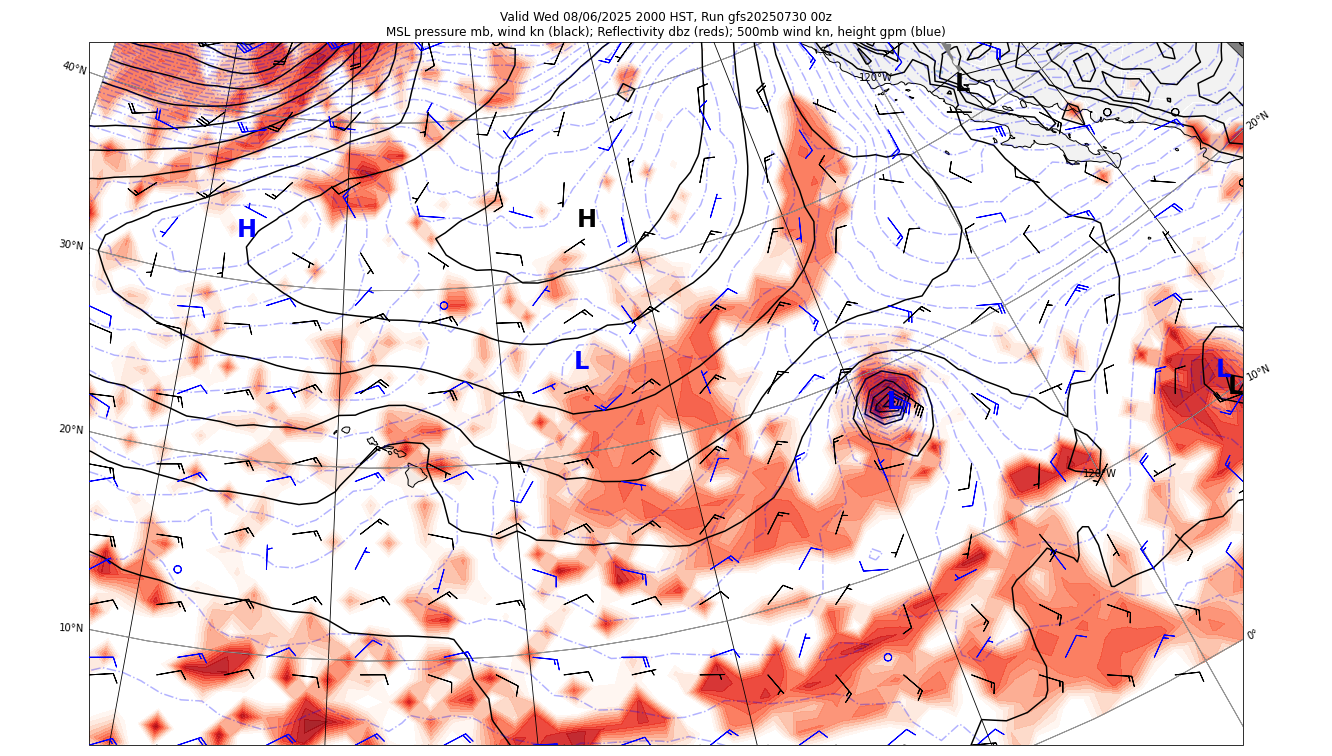 Valid Wed 08/06/2025 2000 HST, Run gfs20250730 00z
MSL pressure mb, wind kn (black); Reflectivity dbz (reds); 500mb wind kn, height gpm (blue)
40°N
120°W
L
20°N
H
H
30°N
L
L
L
L
10°N
20°N
120°W
10°N
0°